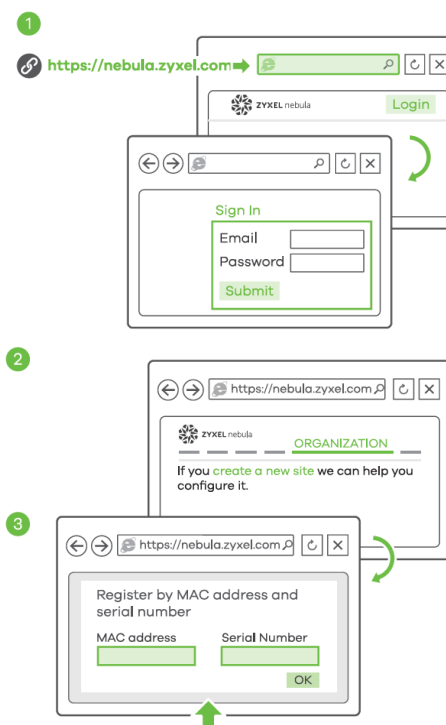 1
https://nebula.zyxel.com
ZYXEL nebula
Login
Sign In
Email
Password
Submit
2
https://nebula.zyxel.com
ZYXEL nebula
ORGANIZATION
If you create a new site we can help you
configure it.
3
https://nebula.zyxel.com
Register by MAC address and
serial number
MAC address Serial Number
OK